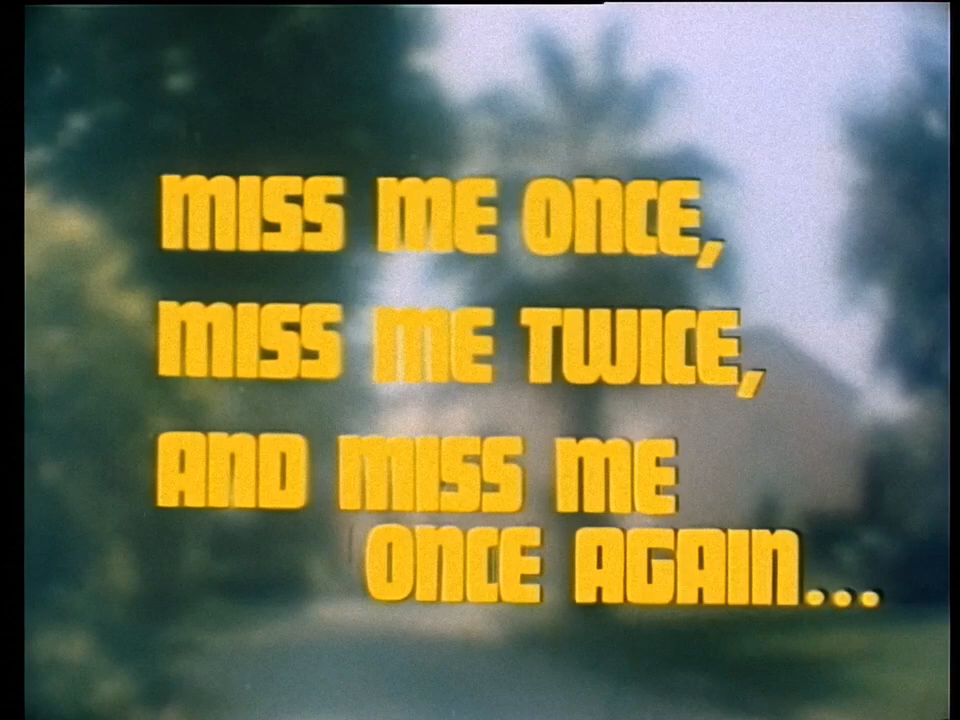 MISS ME ONCE,
MISS ME TWICE,
AND MISS ME
ONCE AGAIN...